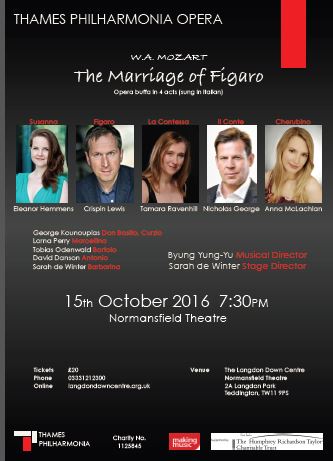 THAMES PHILHARMONIA OPERA
W.A. MOZART
The Marriage of Figaro
Opera buffa in 4 acts (sung in Italian)
Susanna Figaro La Contessa Il Conte Cherubino
Eleanor Hemmens Crispin Lewis Tamara Ravenhill Nicholas George Anna McLachlan
George Kounoupias Don Basilio, Curzio
Lorna Perry Marcellina
Tobias Odenwald Bartolo
David Danson Antonio
Sarah de Winter Barbarina
Byung Yung-Yu Musical Director
Sarah de Winter Stage Director
15th October 2016 7:30PM
Normansfield Theatre
Tickets £20
Phone 03331212300
Online langdondowncentre.org.uk
Venue The Langdon Down Centre
Normansfield Theatre
2A Langdon Park
Teddington, TW11 9PS
THAMES
PHILHARMONIA
Charity No.
1125845
making
music
The Humphrey Richardson Taylor
Charitable Trust